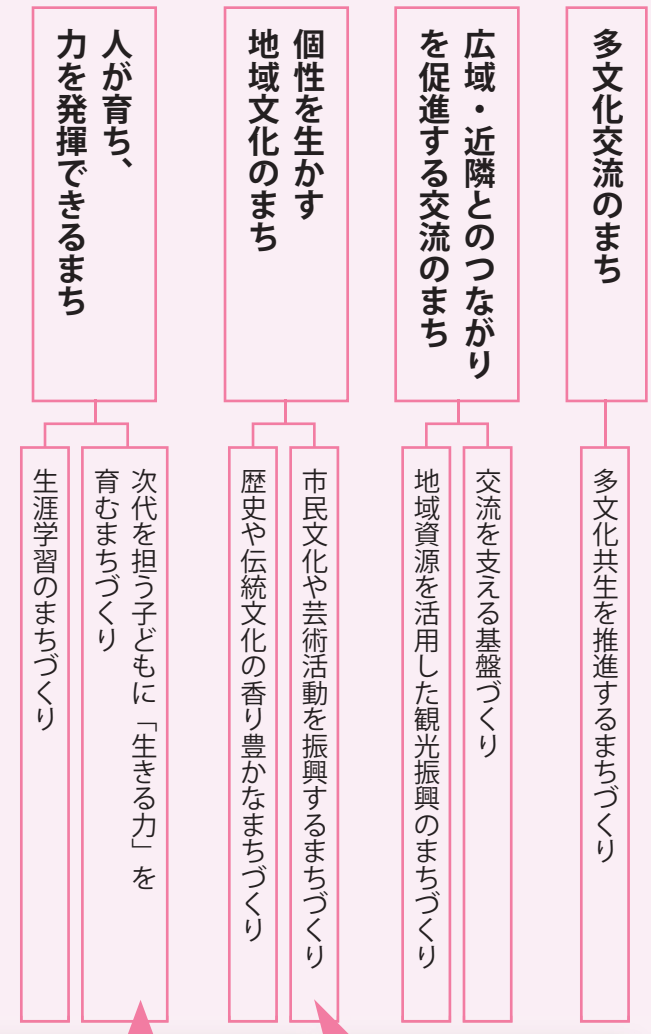 多文化交流のまち
多文化共生を推進するまちづくり
広域・近隣とのつながり
を促進する交流のまち
交流を支える基盤づくり
地域資源を活用した観光振興のまちづくり
個性を生かす
地域文化のまち
市民文化や芸術活動を振興するまちづくり
歴史や伝統文化の香り豊かなまちづくり
人が育ち、
力を発揮できるまち
次代を担う子どもに「生きる力」を
育むまちづくり
生涯学習のまちづくり